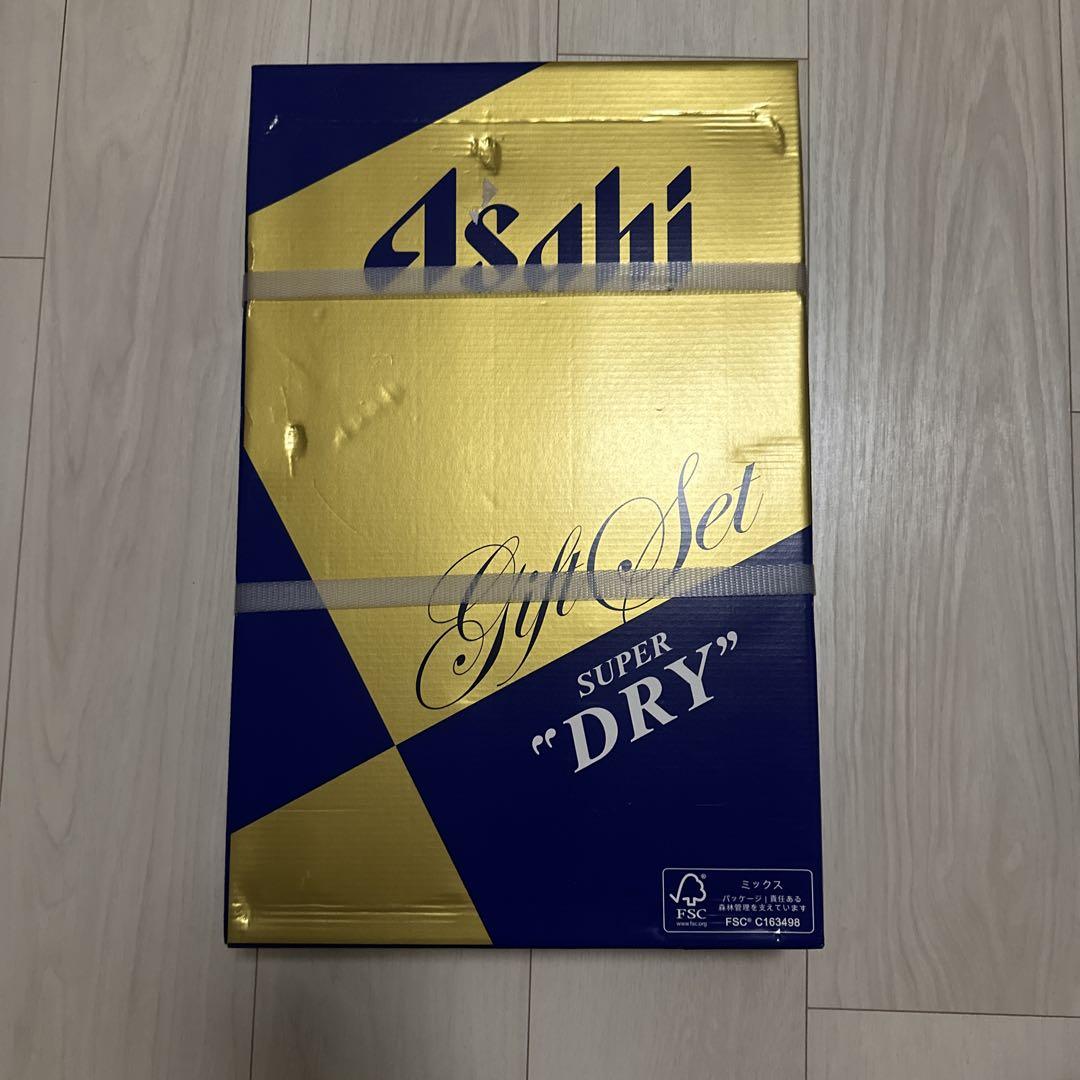 Asahi
Gift Set
SUPER
"DRY"
ミックス
パッケージ|責任ある
森林管理を支えています
FSC® C163498
FSC
www.fsc.org